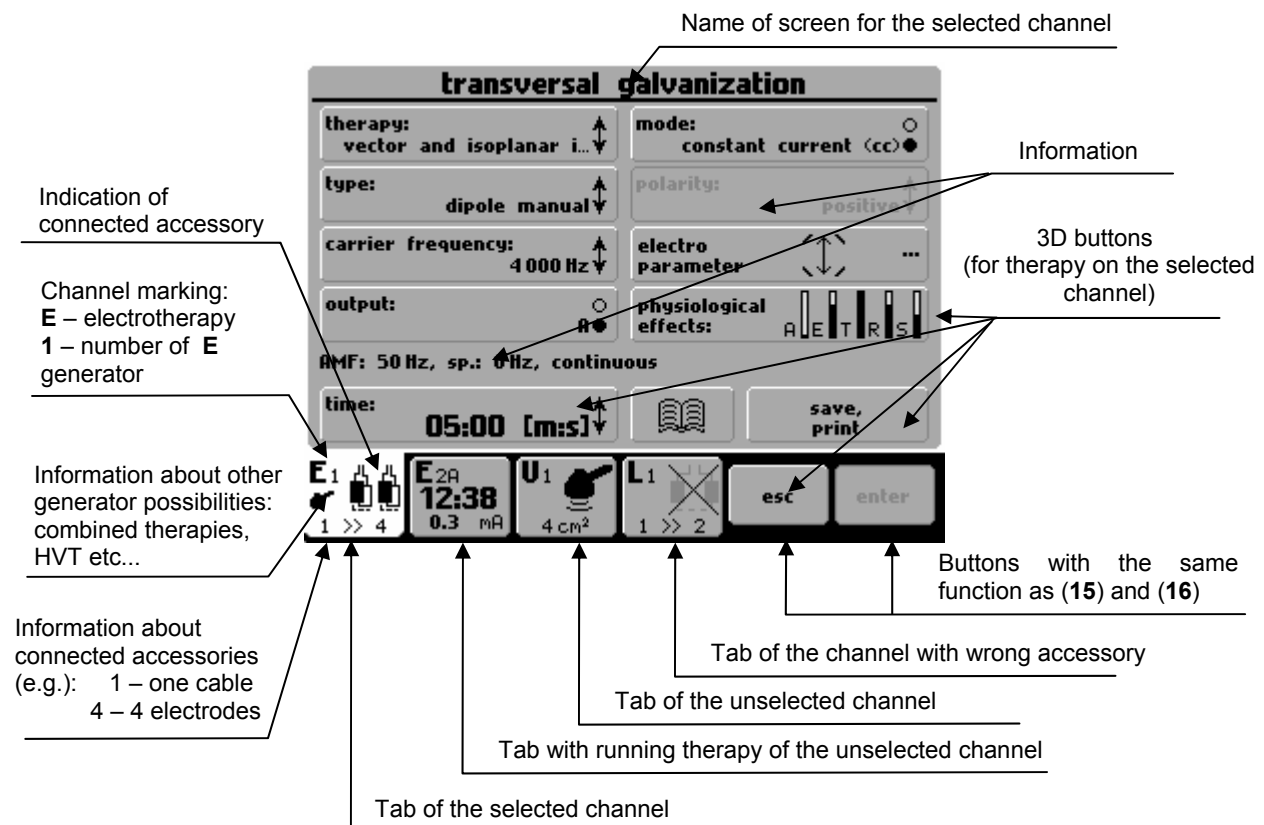 Name of screen for the selected channel
transversal galvanization
therapy:
vector and isoplanar i...
mode:
constant current (cc)
Information
type:
dipole manual
polarity:
positive
Indication of
connected accessory
carrier frequency:
4 000 Hz
electro
parameter
...
3D buttons
(for therapy on the selected
channel)
Channel marking:
E – electrotherapy
1 – number of E
generator
output:
A
physiological
effects:
A E T R S
AMF: 50 Hz, sp.: 0 Hz, continuous
time:
05:00 [m:s]
save,
print
Information about other
generator possibilities:
combined therapies,
HVT etc...
E1
1 >> 4
E2A
12:38
0.3 mA
U1
4 cm²
L1
1 >> 2
esc
enter
Buttons with the same
function as (15) and (16)
Information about
connected accessories
(e.g.): 1 – one cable
4 – 4 electrodes
Tab of the channel with wrong accessory
Tab of the unselected channel
Tab with running therapy of the unselected channel
Tab of the selected channel